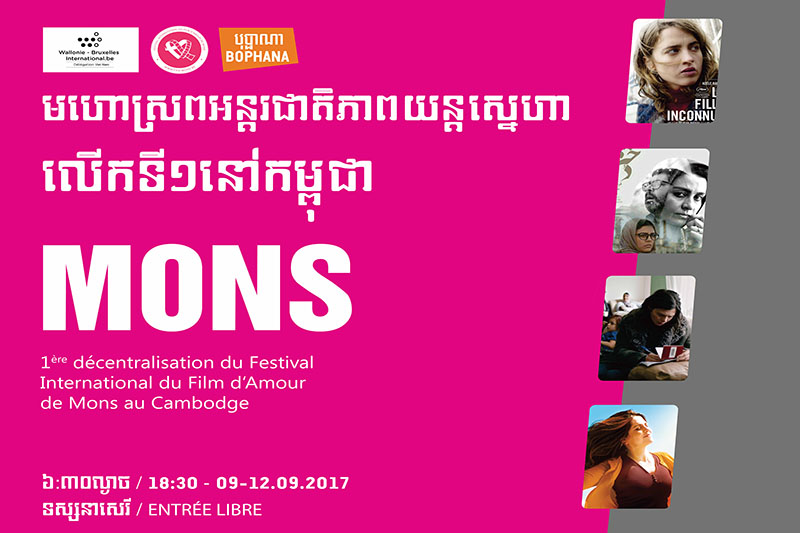 Wallonie - Bruxelles
International.be
បុប្ផាណា
BOPHANA
មហោស្រពអន្តរជាតិភាពយន្តស្នេហា
លើកទី១នៅកម្ពុជា
MONS
1ère décentralisation du Festival
International du Film d'Amour
de Mons au Cambodge
៦:៣០ល្ងាច / 18:30 - 09-12.09.2017
ទស្សនាសេរី / ENTRÉE LIBRE
FILL
INCONNU